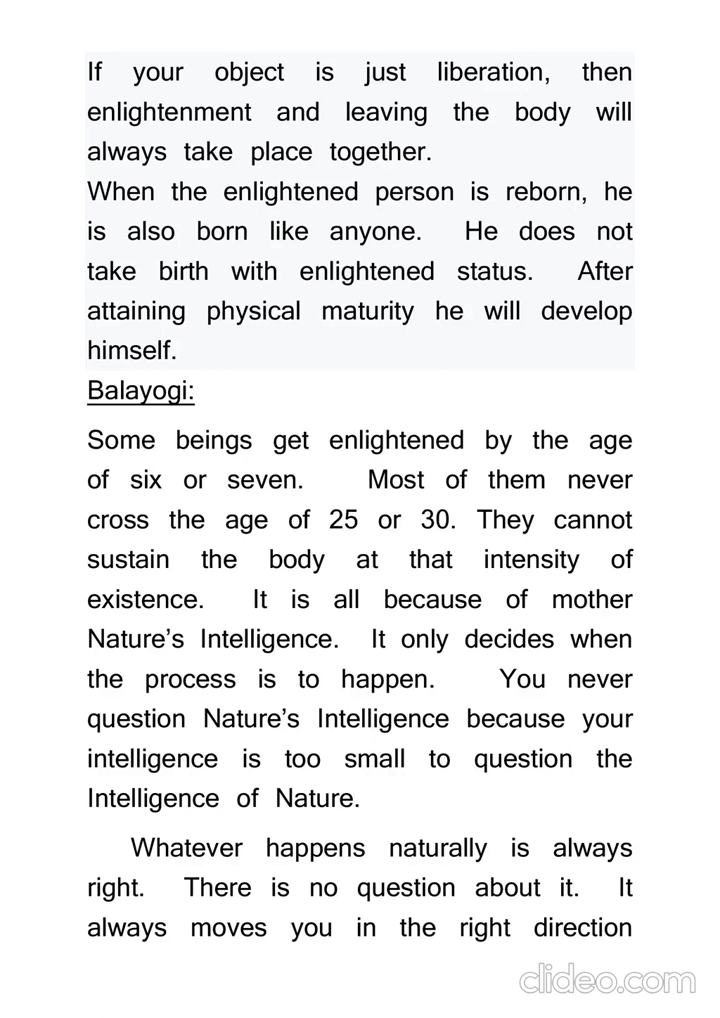 If your object is just liberation, then
enlightenment and leaving the body will
always take place together.
When the enlightened person is reborn, he
is also born like anyone. He does not
take birth with enlightened status. After
attaining physical maturity he will develop
himself.
Balayogi:
Some beings get enlightened by the age
of six or seven. Most of them never
cross the age of 25 or 30. They cannot
sustain the body at that intensity of
existence. It is all because of mother
Nature’s Intelligence. It only decides when
the process is to happen. You never
question Nature’s Intelligence because your
intelligence is too small to question the
Intelligence of Nature.
Whatever happens naturally is always
right. There is no question about it. It
always moves you in the right direction
clideo.com